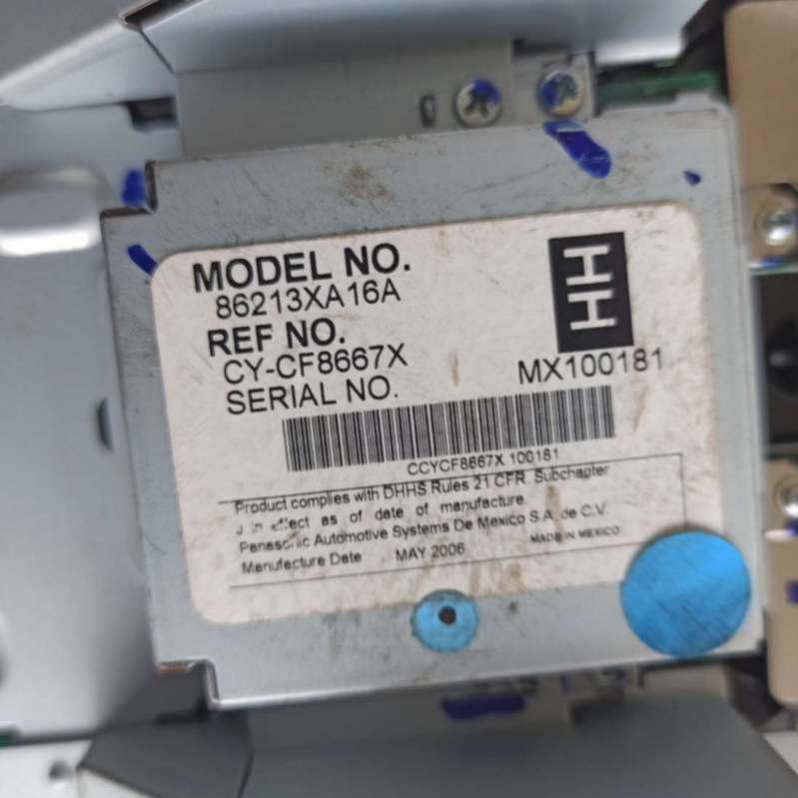 MODEL NO.
86213XA16A
REF NO.
CY-CF8667X
SERIAL NO.
MX100181
HH
CCYCF8667X 100181
Product complies with DHHS Rules 21 CFR Subchapter
J in effect as of date of manufacture.
Panasonic Automotive Systems De Mexico S.A. de C.V.
Manufacture Date MAY 2006 MADE IN MEXICO